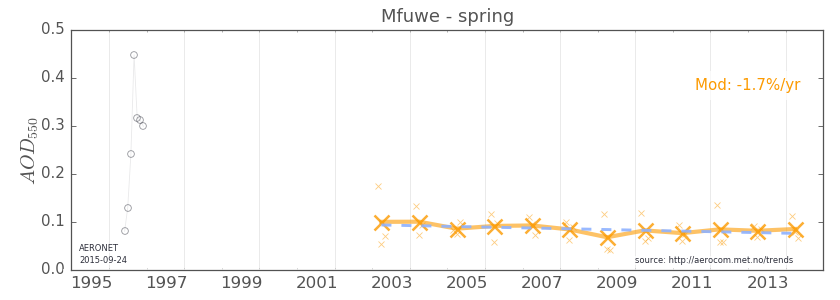 Mfuwe - spring
0.5
0.4
0.3
0.2
0.1
0.0
AOD550
Mod: -1.7%/yr
AERONET
2015-09-24
source: http://aerocom.met.no/trends
1995 1997 1999 2011 2003 2005 2007 2009 2011 2013